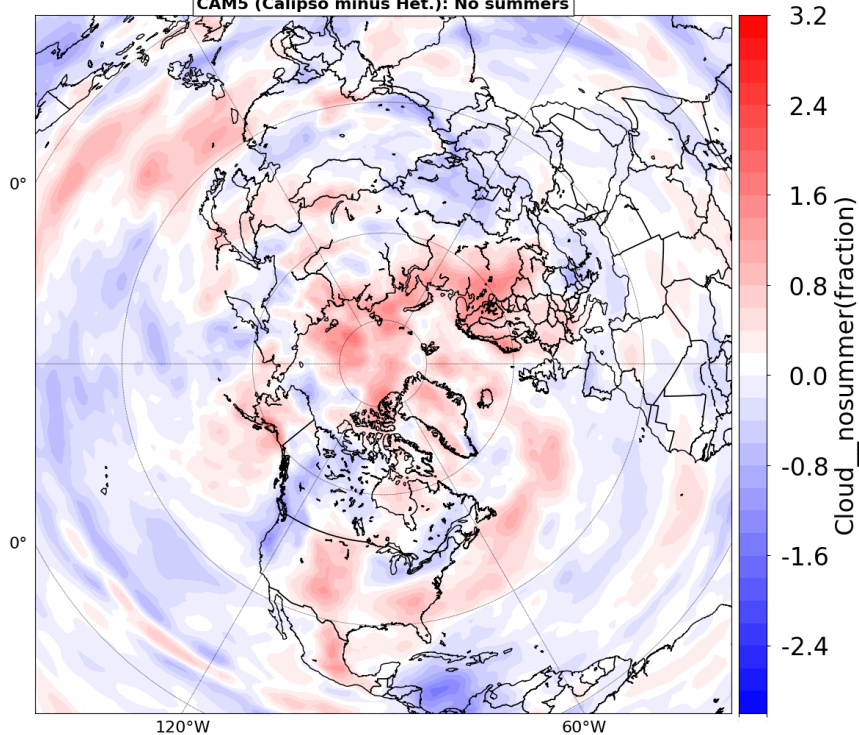 CAM5 (Calipso minus Het.): No summers
3.2
2.4
1.6
0.8
0.0
-0.8
-1.6
-2.4
Cloud__nosummer(fraction)
0°
0°
120°W
60°W